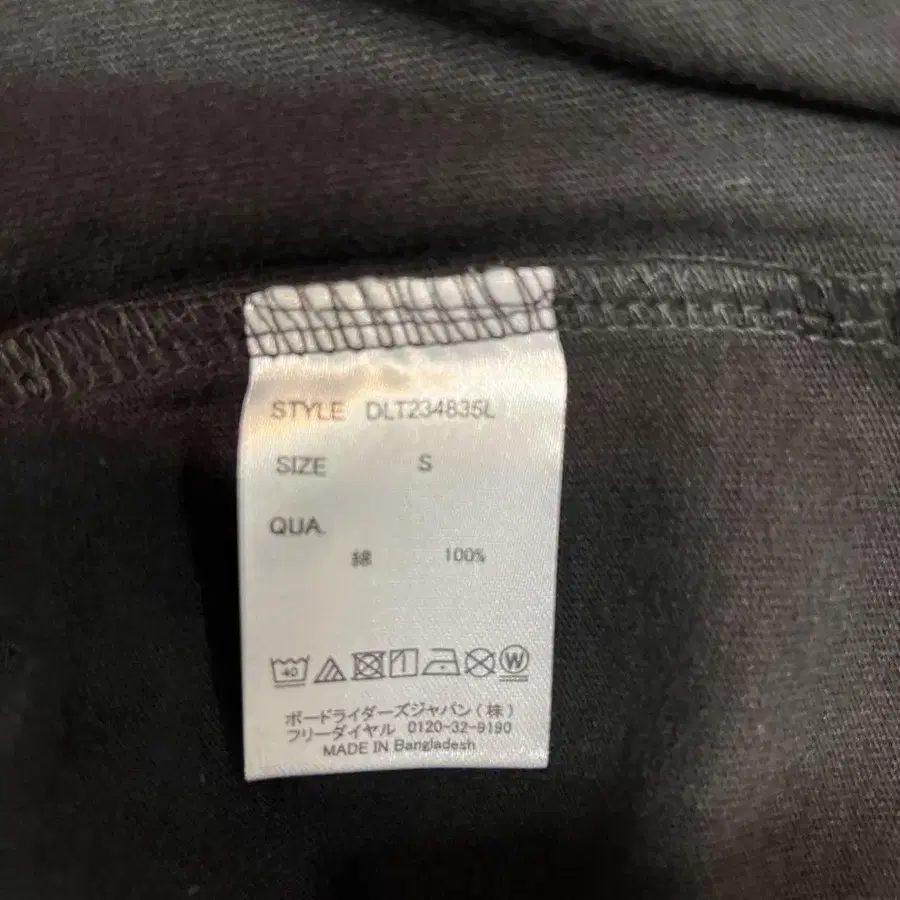 STYLE DLT234835L
SIZE S
QUA.
綿 100%
40 W
ボードライダーズジャパン(株)
フリーダイヤル 0120-32-9190
MADE IN Bangladesh